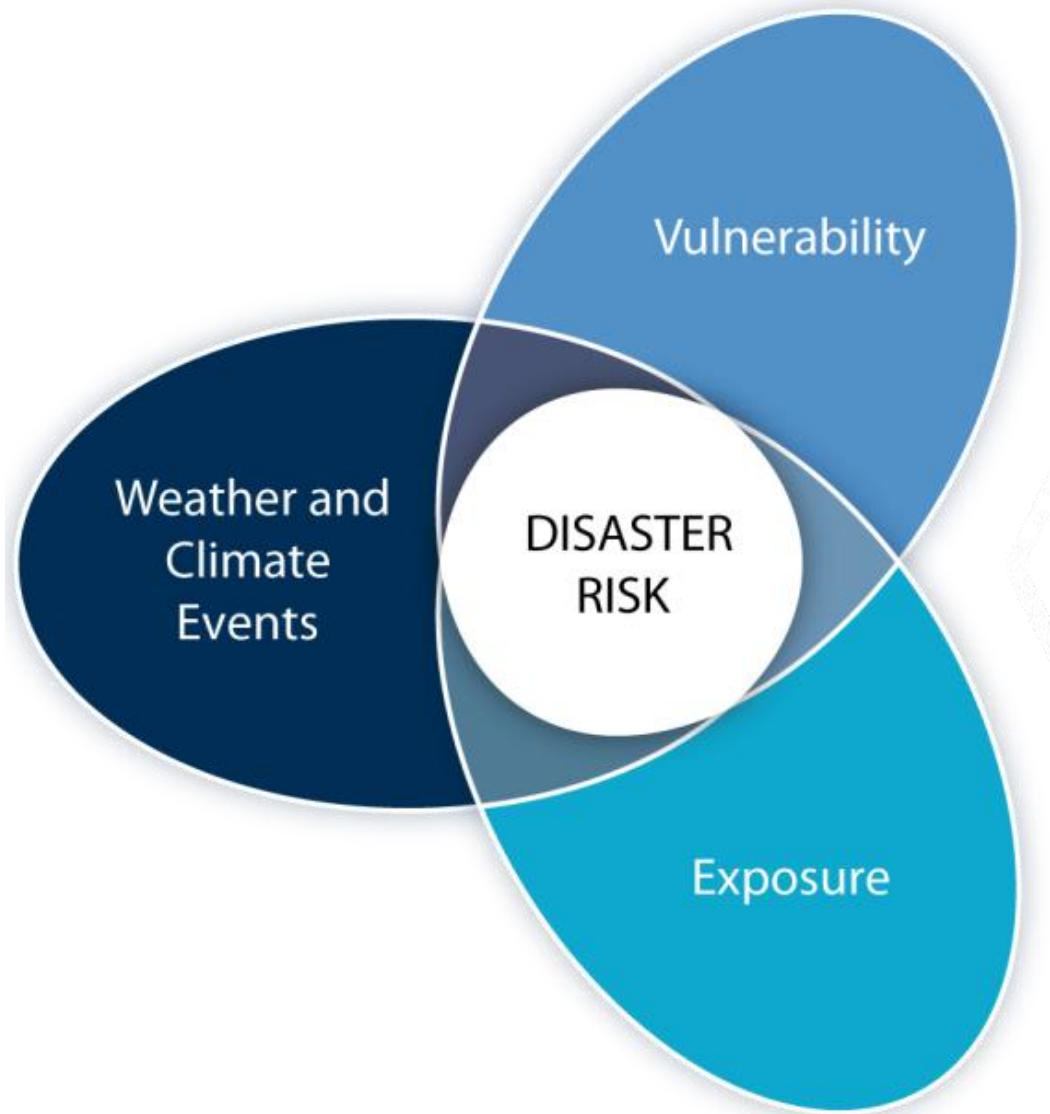 Vulnerability
Weather and
Climate
Events
DISASTER
RISK
Exposure